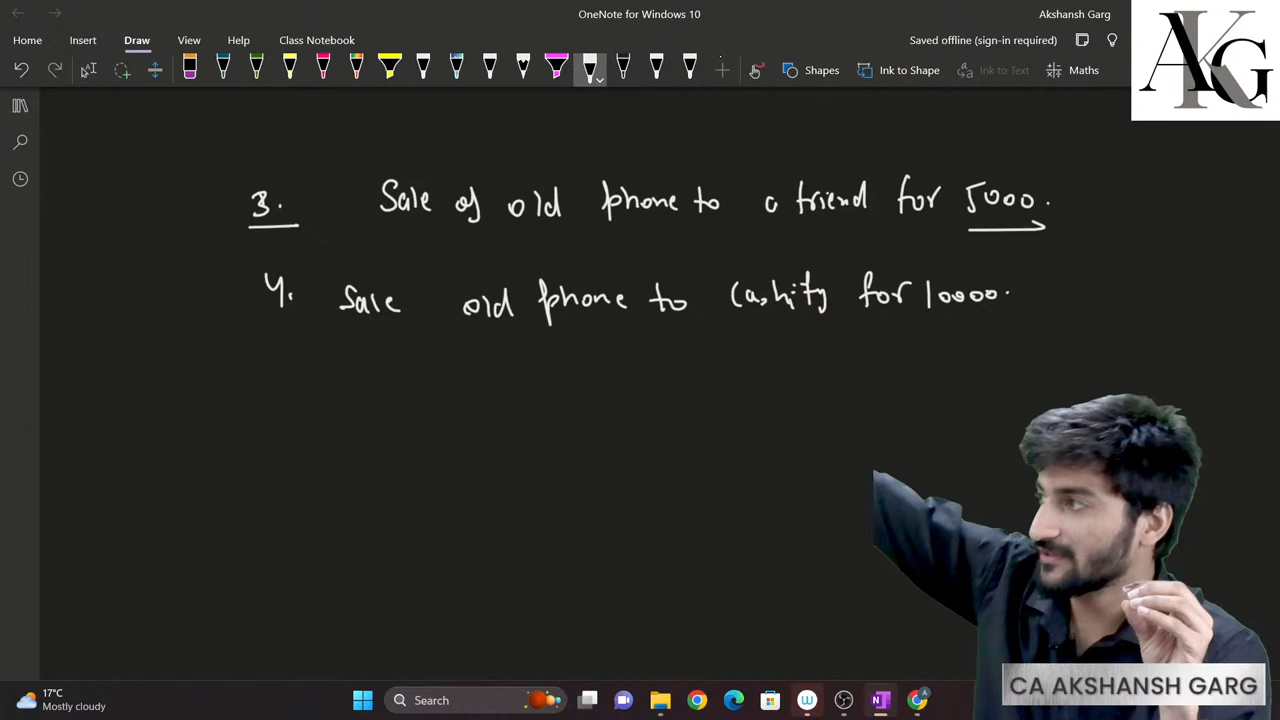 OneNote for Windows 10
Akshansh Garg
Home Insert Draw View Help Class Notebook
Saved offline (sign-in required)
Shapes Ink to Shape Ink to Text Maths
AKG
3. Sale of old phone to a friend for 5000.
4. Sale old phone to Cashify for 10000.
CA AKSHANSH GARG
17°C
Mostly cloudy
Search